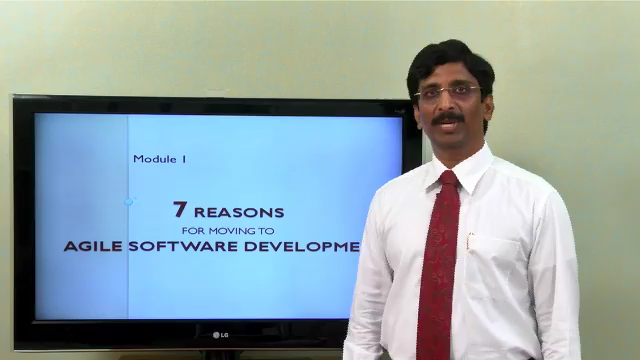 Module 1
7 REASONS
FOR MOVING TO
AGILE SOFTWARE DEVELOPME
LG